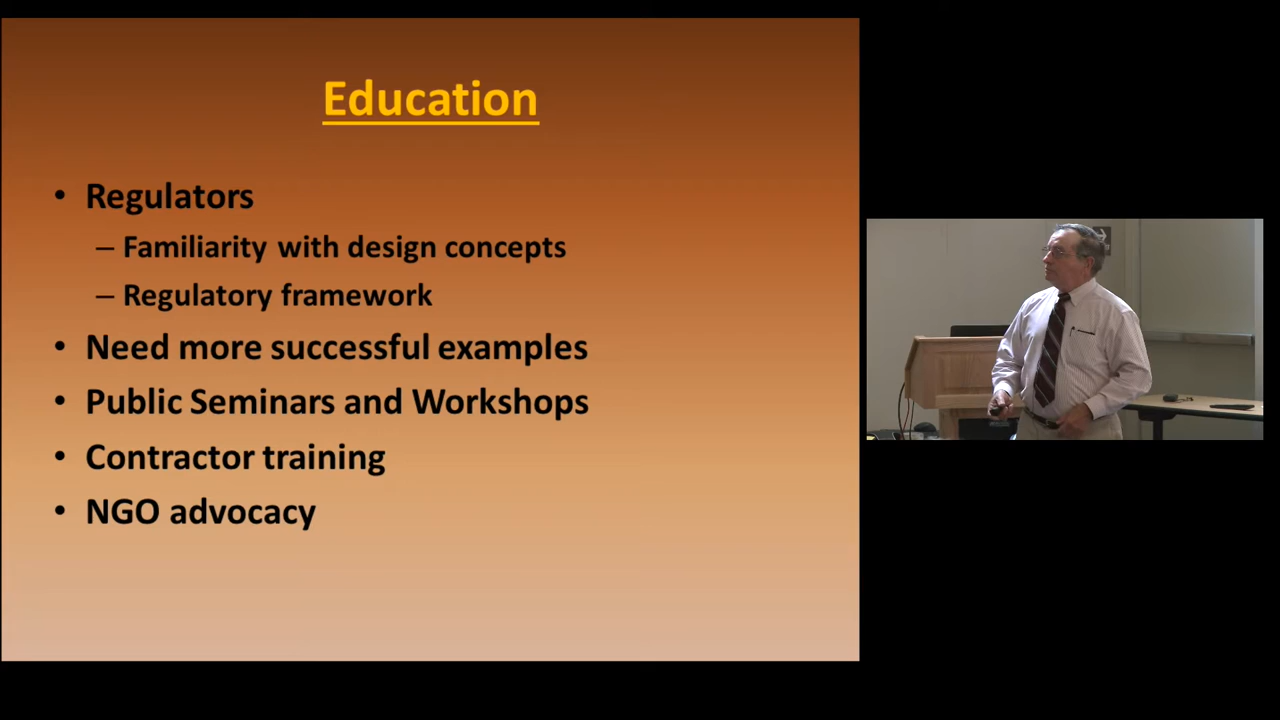 Education
• Regulators
– Familiarity with design concepts
– Regulatory framework
• Need more successful examples
• Public Seminars and Workshops
• Contractor training
• NGO advocacy